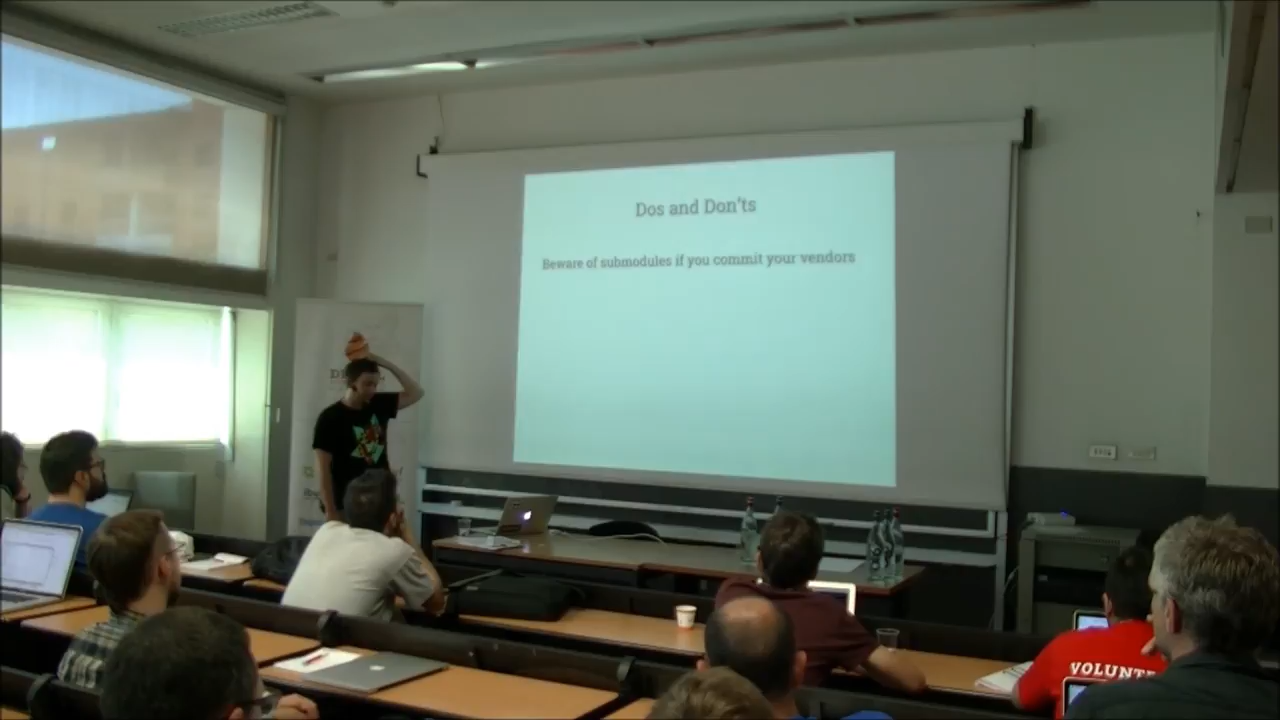 Dos and Don'ts
Beware of submodules if you commit your vendors
VOLUNTE